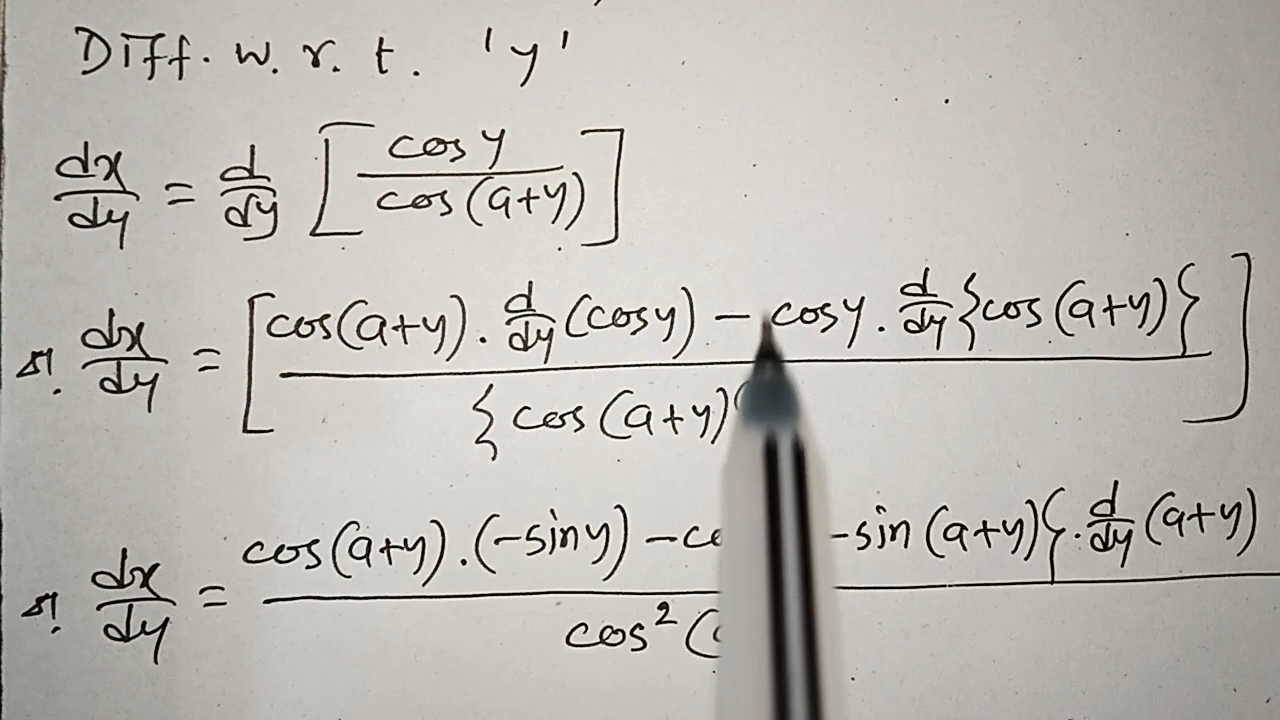 Diff. w. r. t. 'y'
dx/dy = d/dy [cos y / cos(a+y)]
या, dx/dy = [cos(a+y) . d/dy (cos y) - cos y . d/dy {cos (a+y)} / {cos (a+y)]
या, dx/dy = cos(a+y) . (-sin y) - -sin (a+y)} . d/dy (a+y) / cos² (